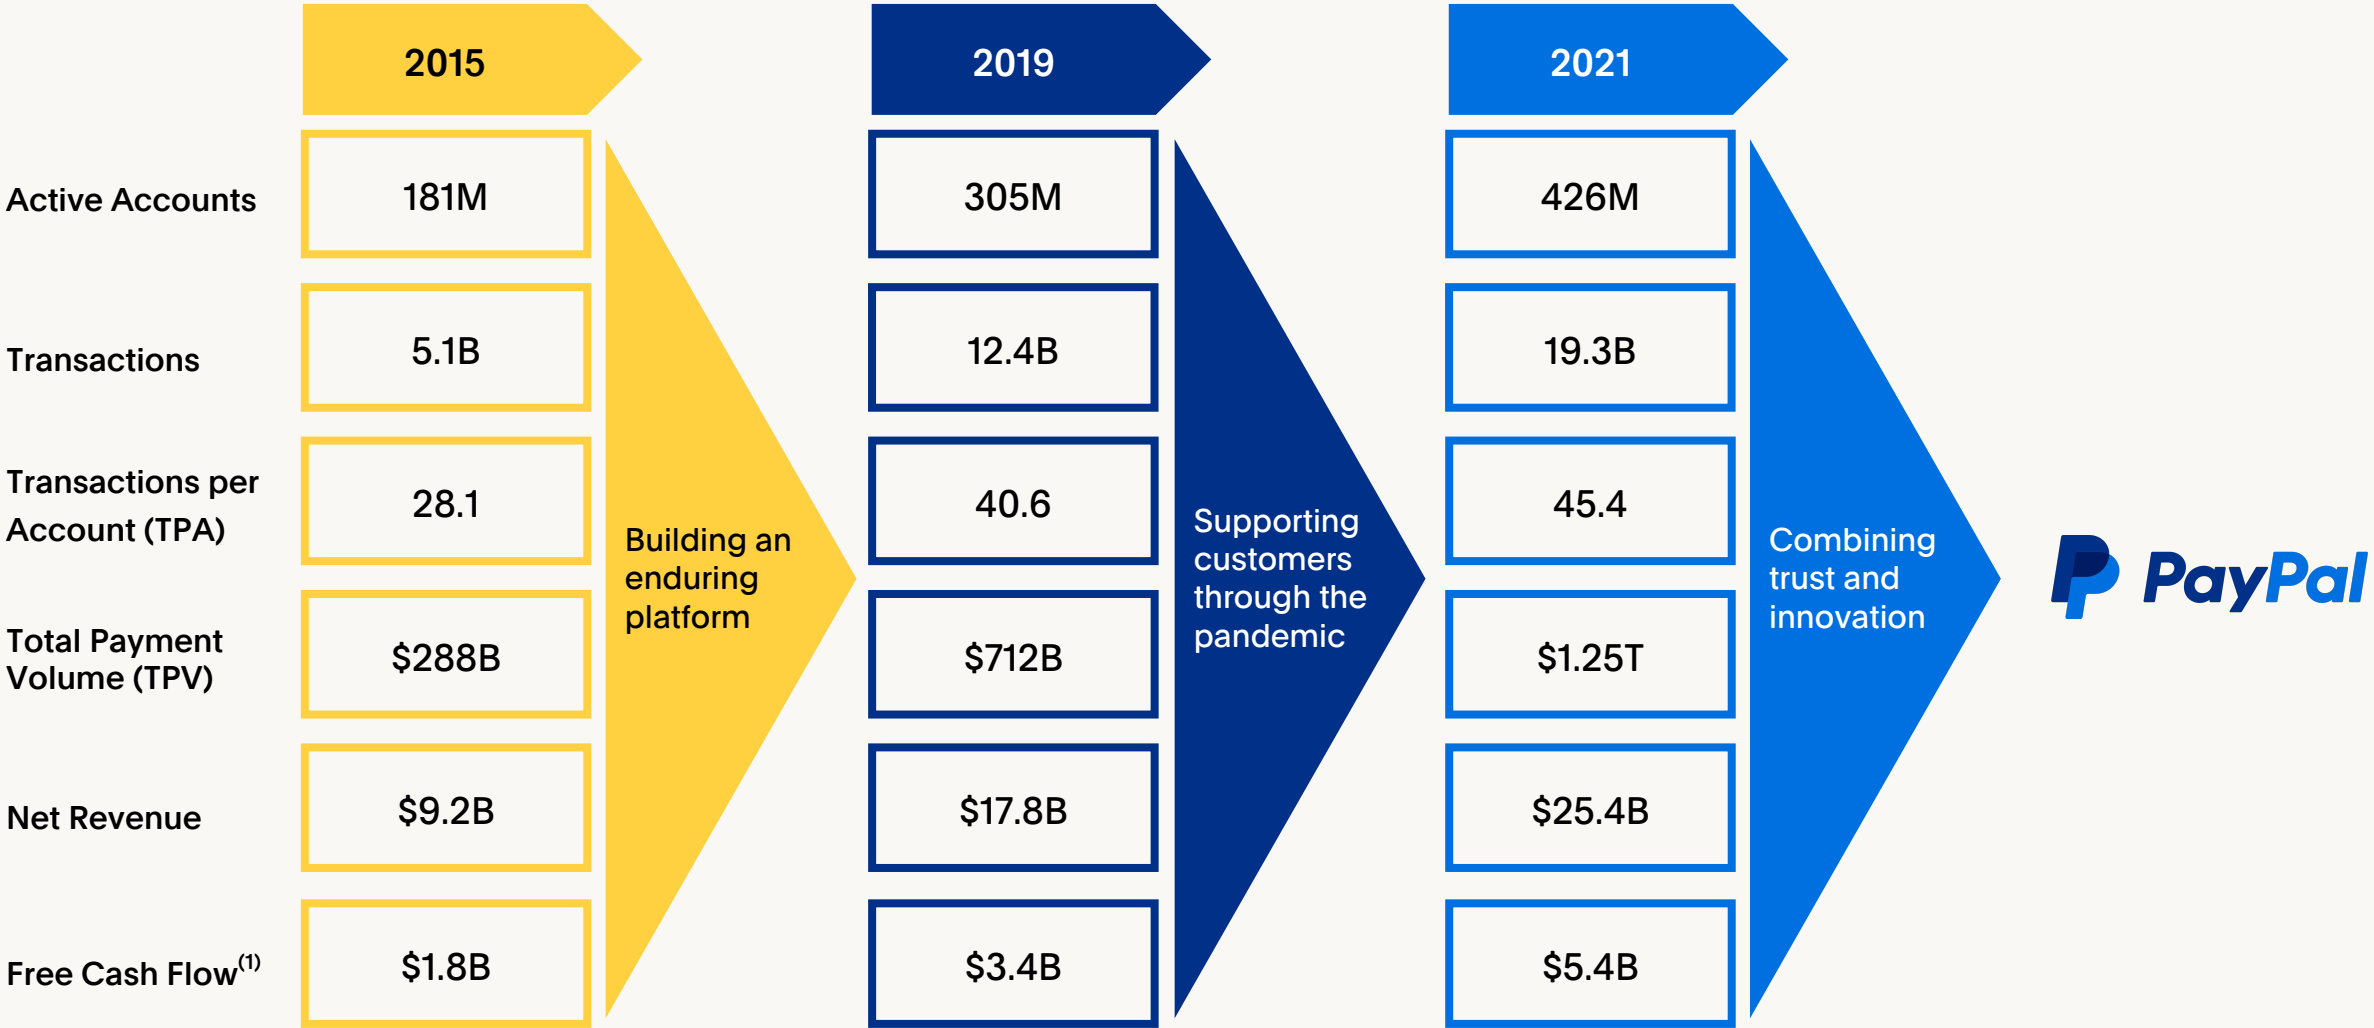 2015
2019
2021
Active Accounts
181M
305M
426M
Transactions
5.1B
12.4B
19.3B
Transactions per
Account (TPA)
28.1
40.6
45.4
Building an
enduring
platform
Supporting
customers
through the
pandemic
Combining
trust and
innovation
PayPal
Total Payment
Volume (TPV)
$288B
$712B
$1.25T
Net Revenue
$9.2B
$17.8B
$25.4B
Free Cash Flow(1)
$1.8B
$3.4B
$5.4B